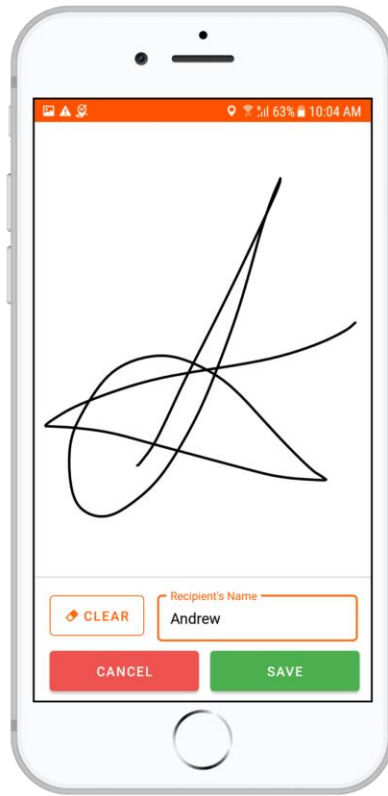 63% 10:04 AM
CLEAR
Recipient's Name
Andrew
CANCEL
SAVE